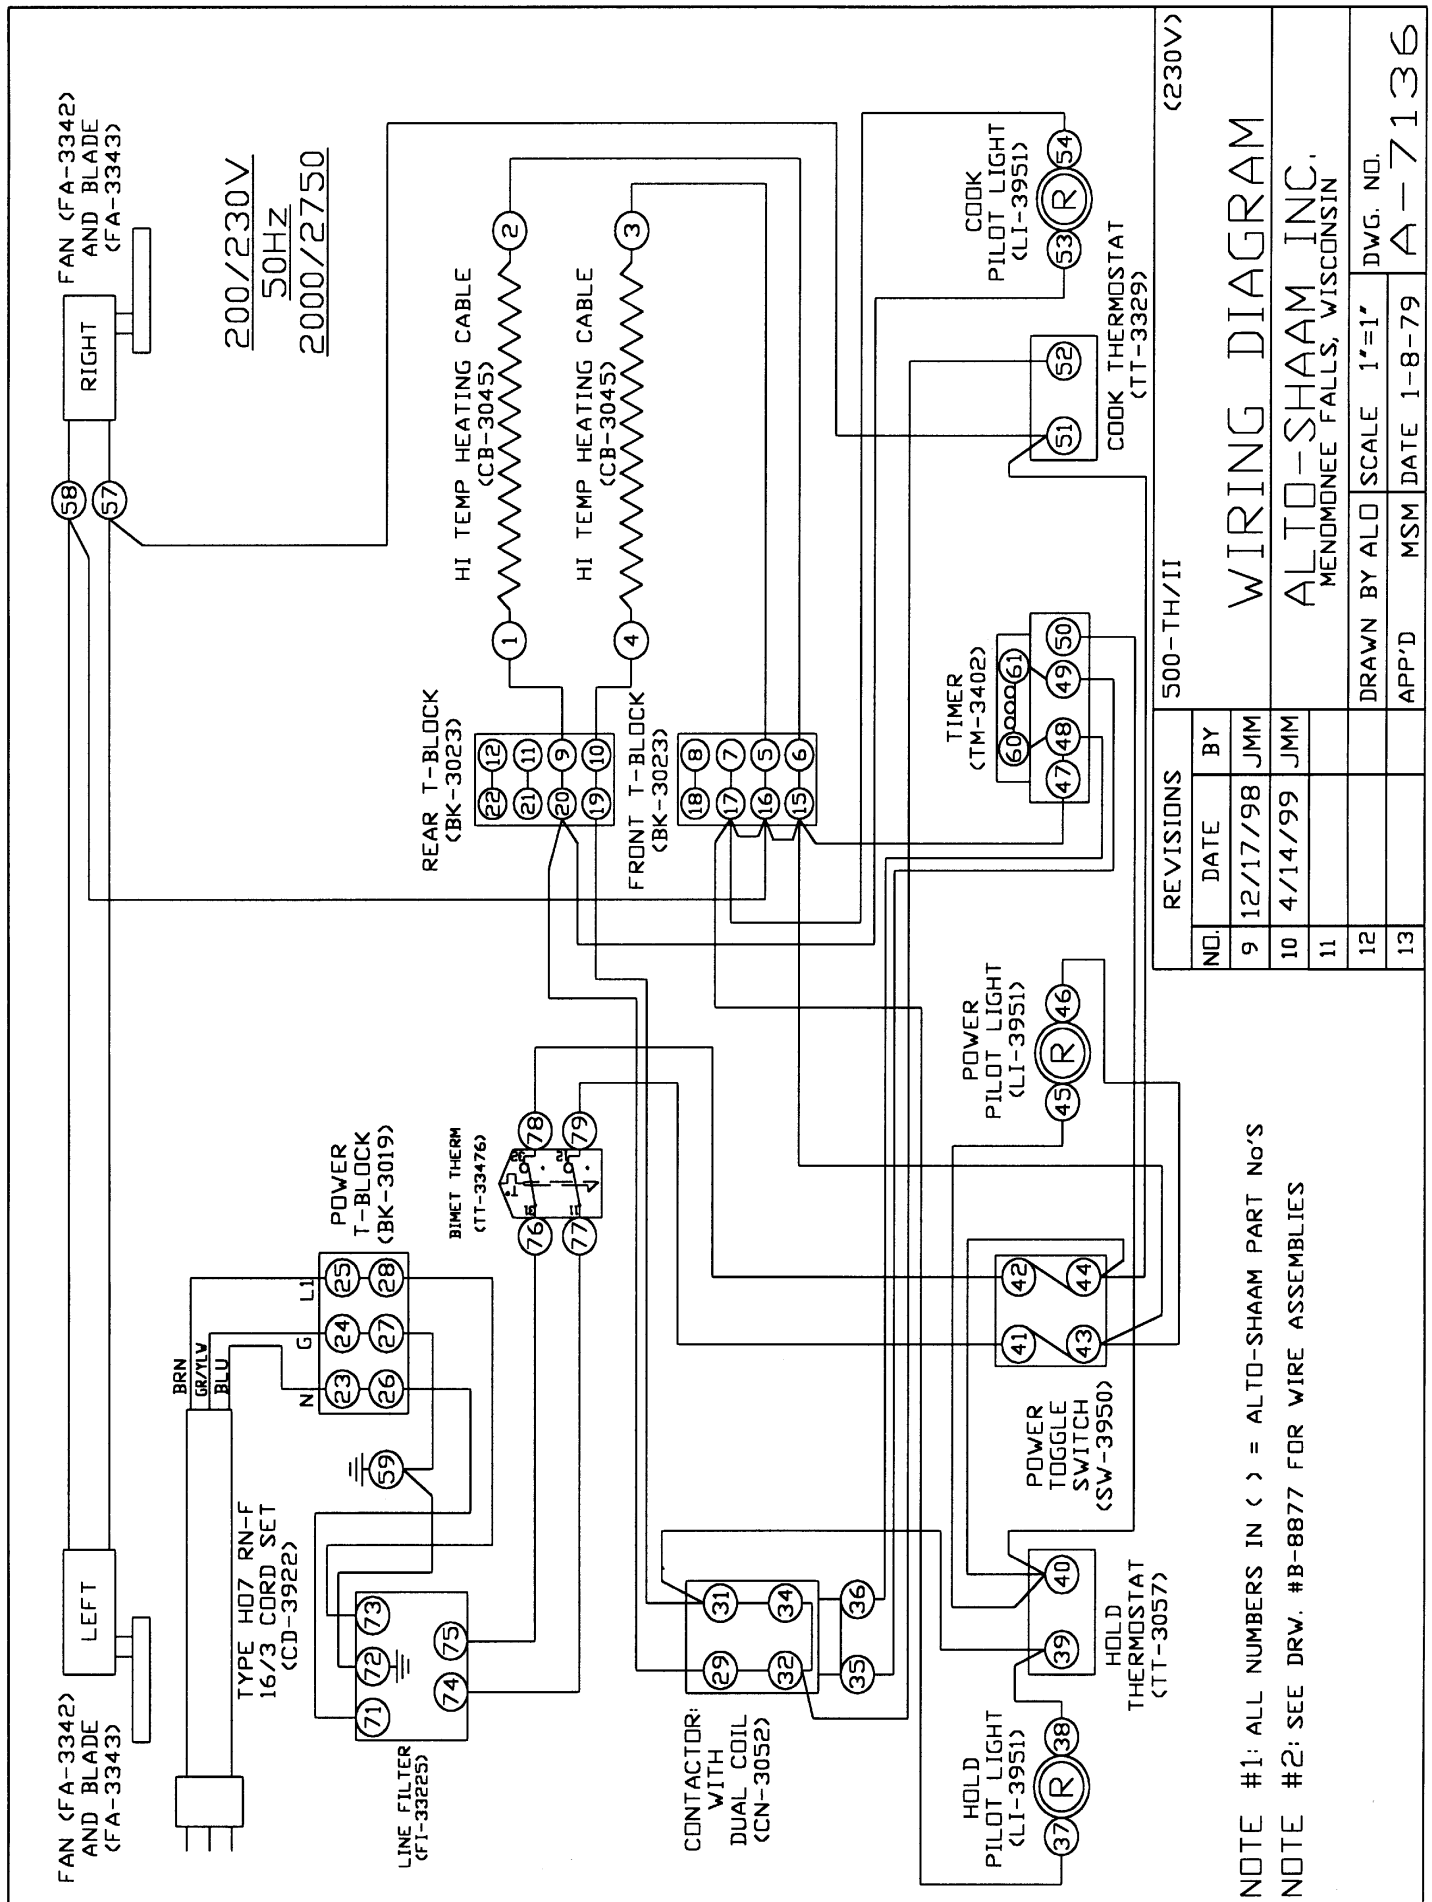 FAN (FA-3342)
AND BLADE
(FA-3343)
LEFT
58
57
RIGHT
FAN (FA-3342)
AND BLADE
(FA-3343)
200/230V
50HZ
2000/2750
TYPE H07 RN-F
16/3 CORD SET
(CD-3922)
BRN
GR/YLW
BLU
N
G
L1
23
24
25
26
27
28
POWER
T-BLOCK
(BK-3019)
59
LINE FILTER
(FI-33225)
71
72
73
74
75
BIMET THERM
(TT-33476)
76
77
78
79
REAR T-BLOCK
(BK-3023)
22
12
21
11
20
9
19
10
HI TEMP HEATING CABLE
(CB-3045)
1
2
HI TEMP HEATING CABLE
(CB-3045)
4
3
FRONT T-BLOCK
(BK-3023)
18
8
17
7
16
5
15
6
CONTACTOR:
WITH
DUAL COIL
(CN-3052)
29
31
32
34
35
36
HOLD
PILOT LIGHT
(LI-3951)
37
R
38
39
40
HOLD
THERMOSTAT
(TT-3057)
POWER
TOGGLE
SWITCH
(SW-3950)
41
42
43
44
POWER
PILOT LIGHT
(LI-3951)
45
R
46
TIMER
(TM-3402)
60
61
47
48
49
50
51
52
COOK THERMOSTAT
(TT-3329)
COOK
PILOT LIGHT
(LI-3951)
53
R
54
NOTE #1: ALL NUMBERS IN ( ) = ALTO-SHAAM PART No'S
NOTE #2: SEE DRW. #B-8877 FOR WIRE ASSEMBLIES
REVISIONS
NO. DATE BY
9 12/17/98 JMM
10 4/14/99 JMM
11
12
13
500-TH/II (230V)
WIRING DIAGRAM
ALTO-SHAAM INC.
MENOMONEE FALLS, WISCONSIN
DRAWN BY ALO SCALE 1"=1" DWG. NO.
APP'D MSM DATE 1-8-79 A-7136